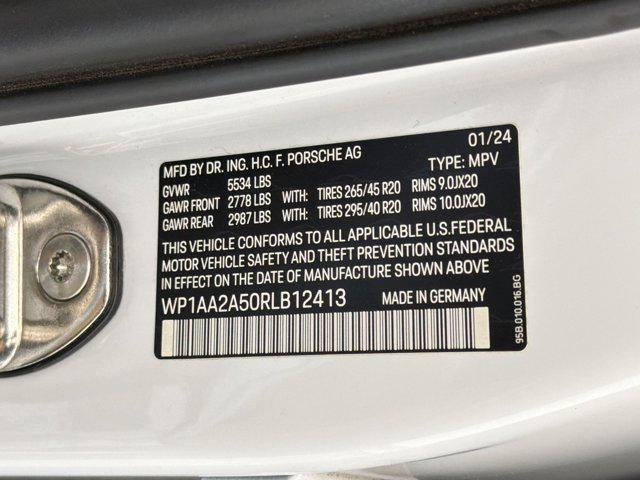 MFD BY DR. ING. H.C. F. PORSCHE AG 01/24
GVWR 5534 LBS TYPE: MPV
GAWR FRONT 2778 LBS WITH: TIRES 265/45 R20 RIMS 9.0JX20
GAWR REAR 2987 LBS WITH: TIRES 295/40 R20 RIMS 10.0JX20
THIS VEHICLE CONFORMS TO ALL APPLICABLE U.S.FEDERAL
MOTOR VEHICLE SAFETY AND THEFT PREVENTION STANDARDS
IN EFFECT ON THE DATE OF MANUFACTURE SHOWN ABOVE
WP1AA2A50RLB12413 MADE IN GERMANY
95B.010.016.BG